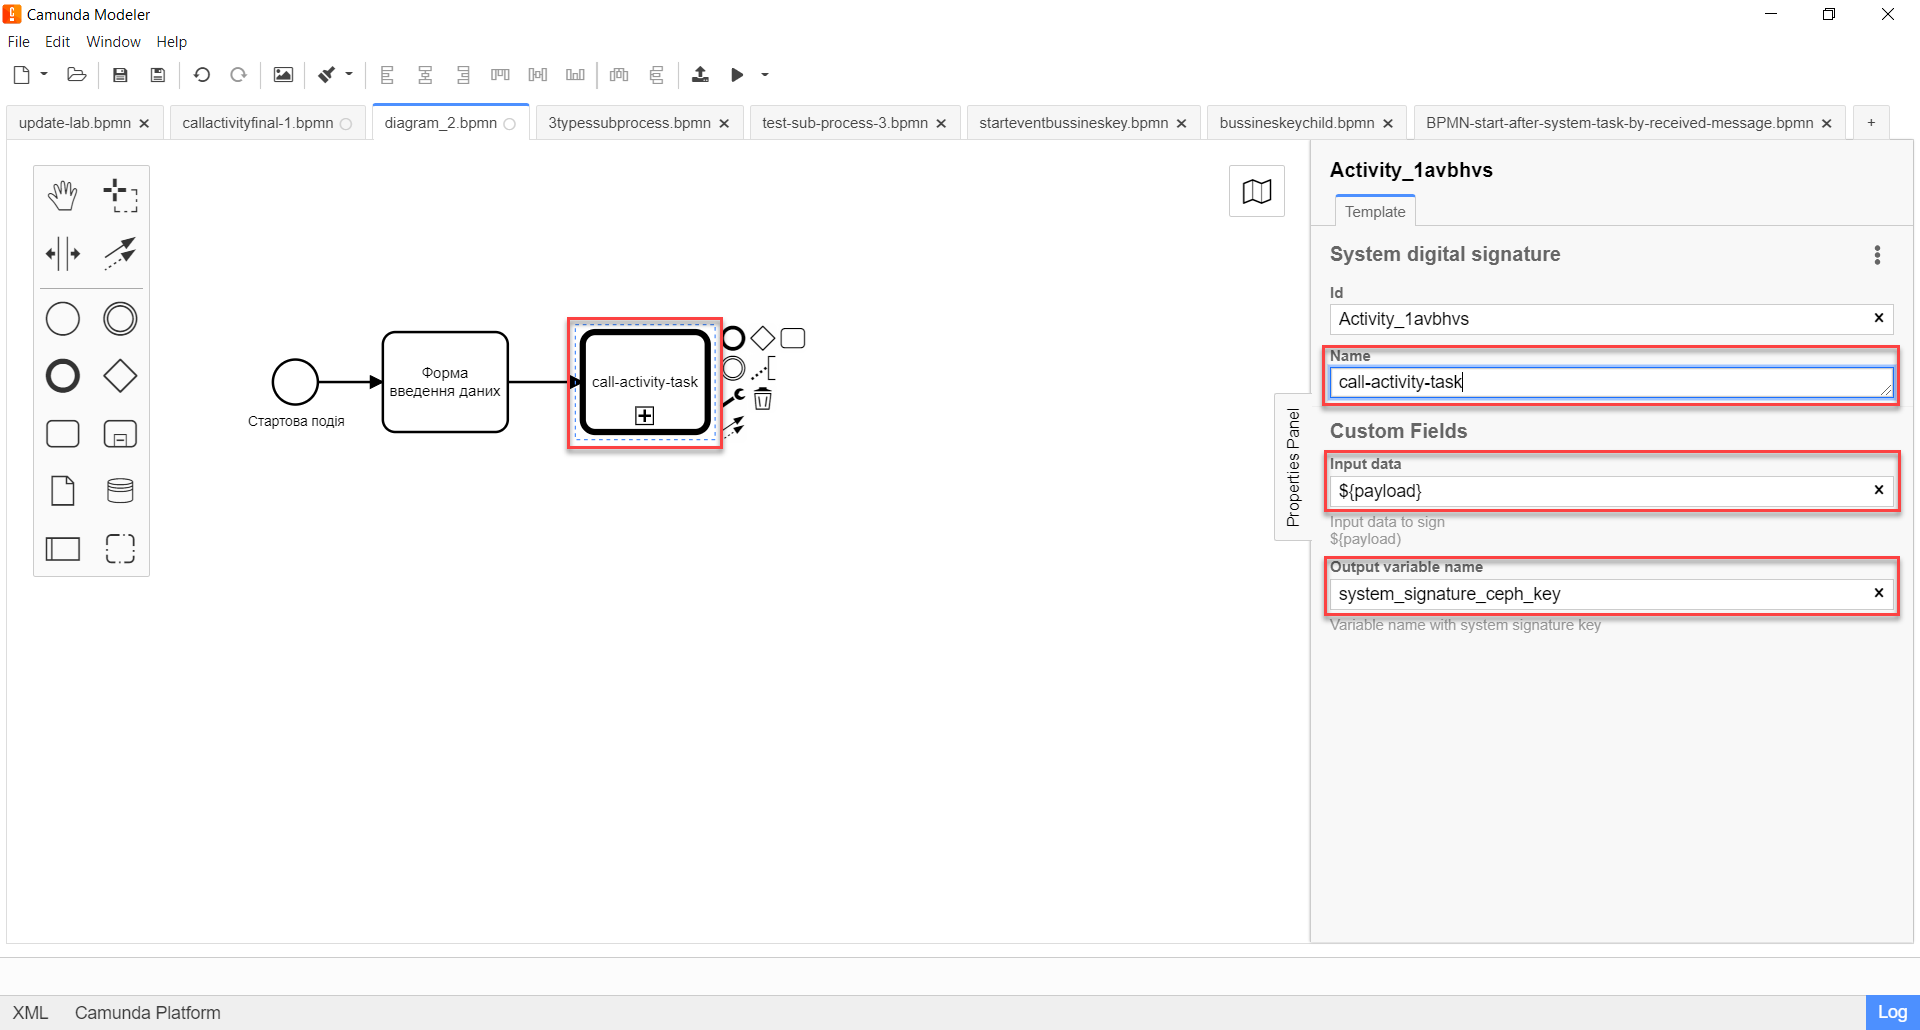 Camunda Modeler
File Edit Window Help
update-lab.bpmn callactivityfinal-1.bpmn diagram_2.bpmn 3typessubprocess.bpmn test-sub-process-3.bpmn starteventbussineskey.bpmn bussineskeychild.bpmn BPMN-start-after-system-task-by-received-message.bpmn +
Стартова подія
Форма
введення даних
call-activity-task
Properties Panel
Activity_1avbhvs
Template
System digital signature
Id
Activity_1avbhvs
Name
call-activity-task
Custom Fields
Input data
${payload}
Input data to sign
${payload)
Output variable name
system_signature_ceph_key
Variable name with system signature key
XML Camunda Platform
Log